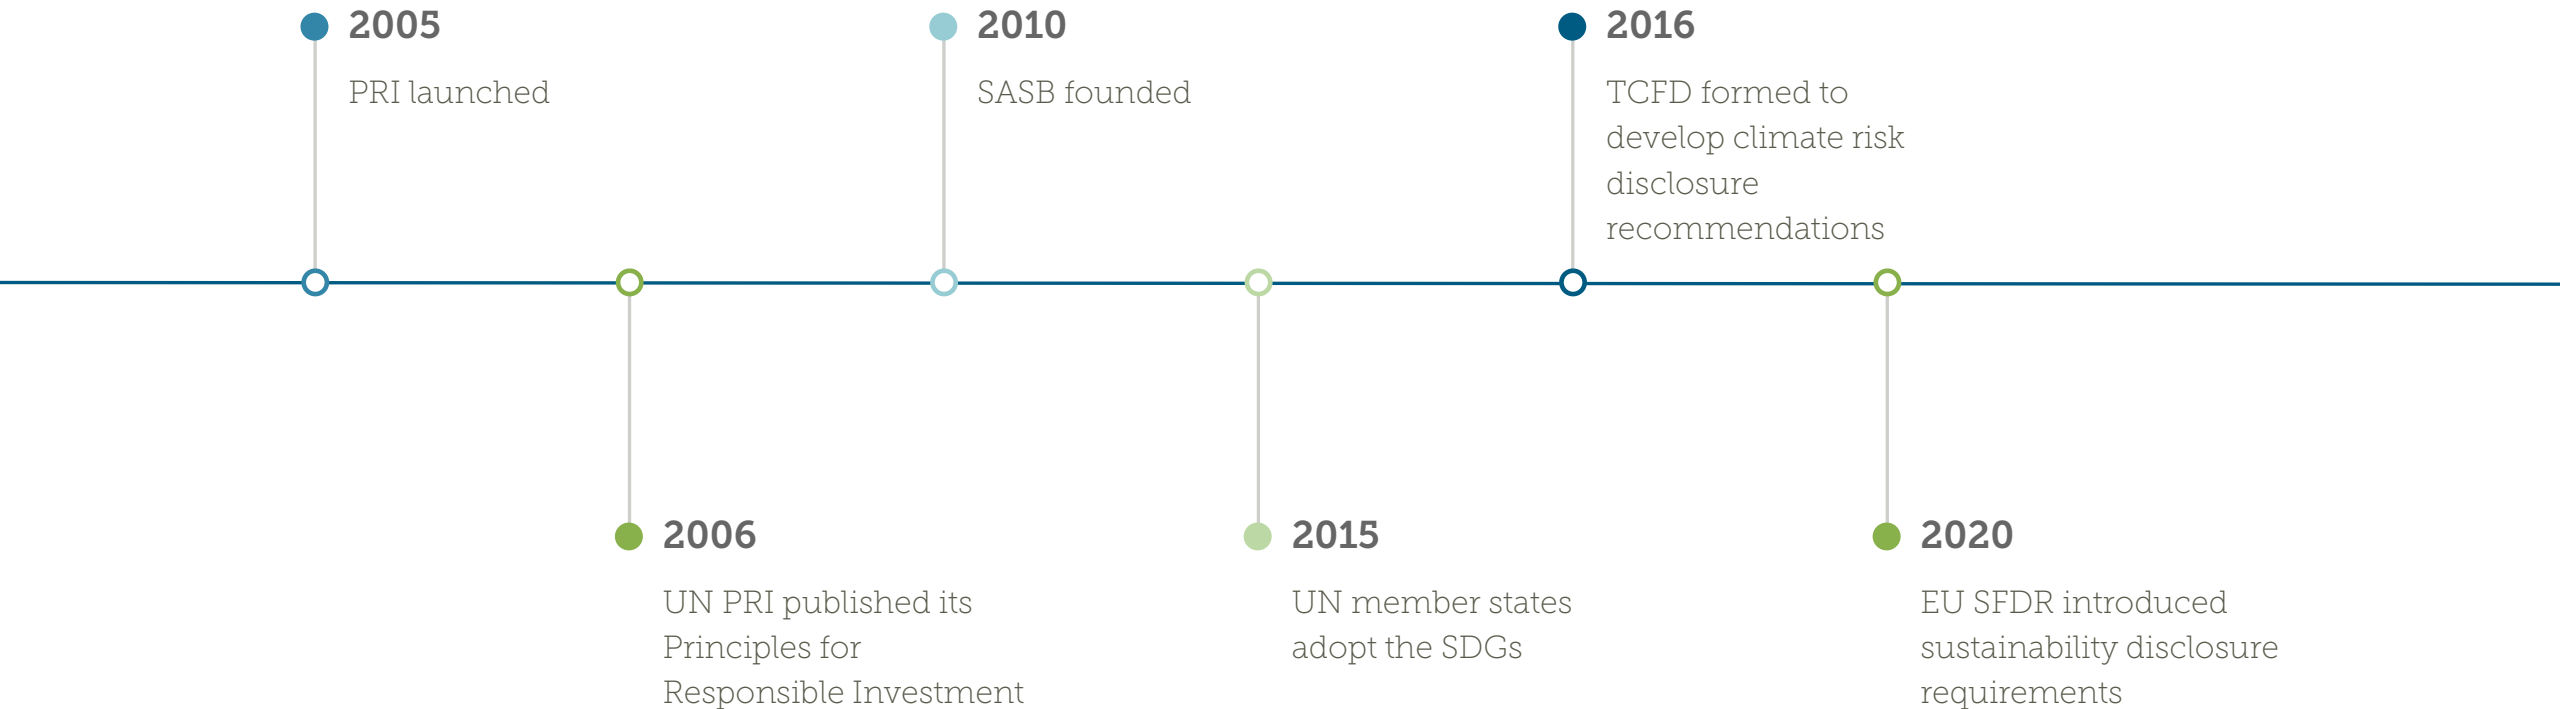 2005
PRI launched
2010
SASB founded
2016
TCFD formed to
develop climate risk
disclosure
recommendations
2006
UN PRI published its
Principles for
Responsible Investment
2015
UN member states
adopt the SDGs
2020
EU SFDR introduced
sustainability disclosure
requirements